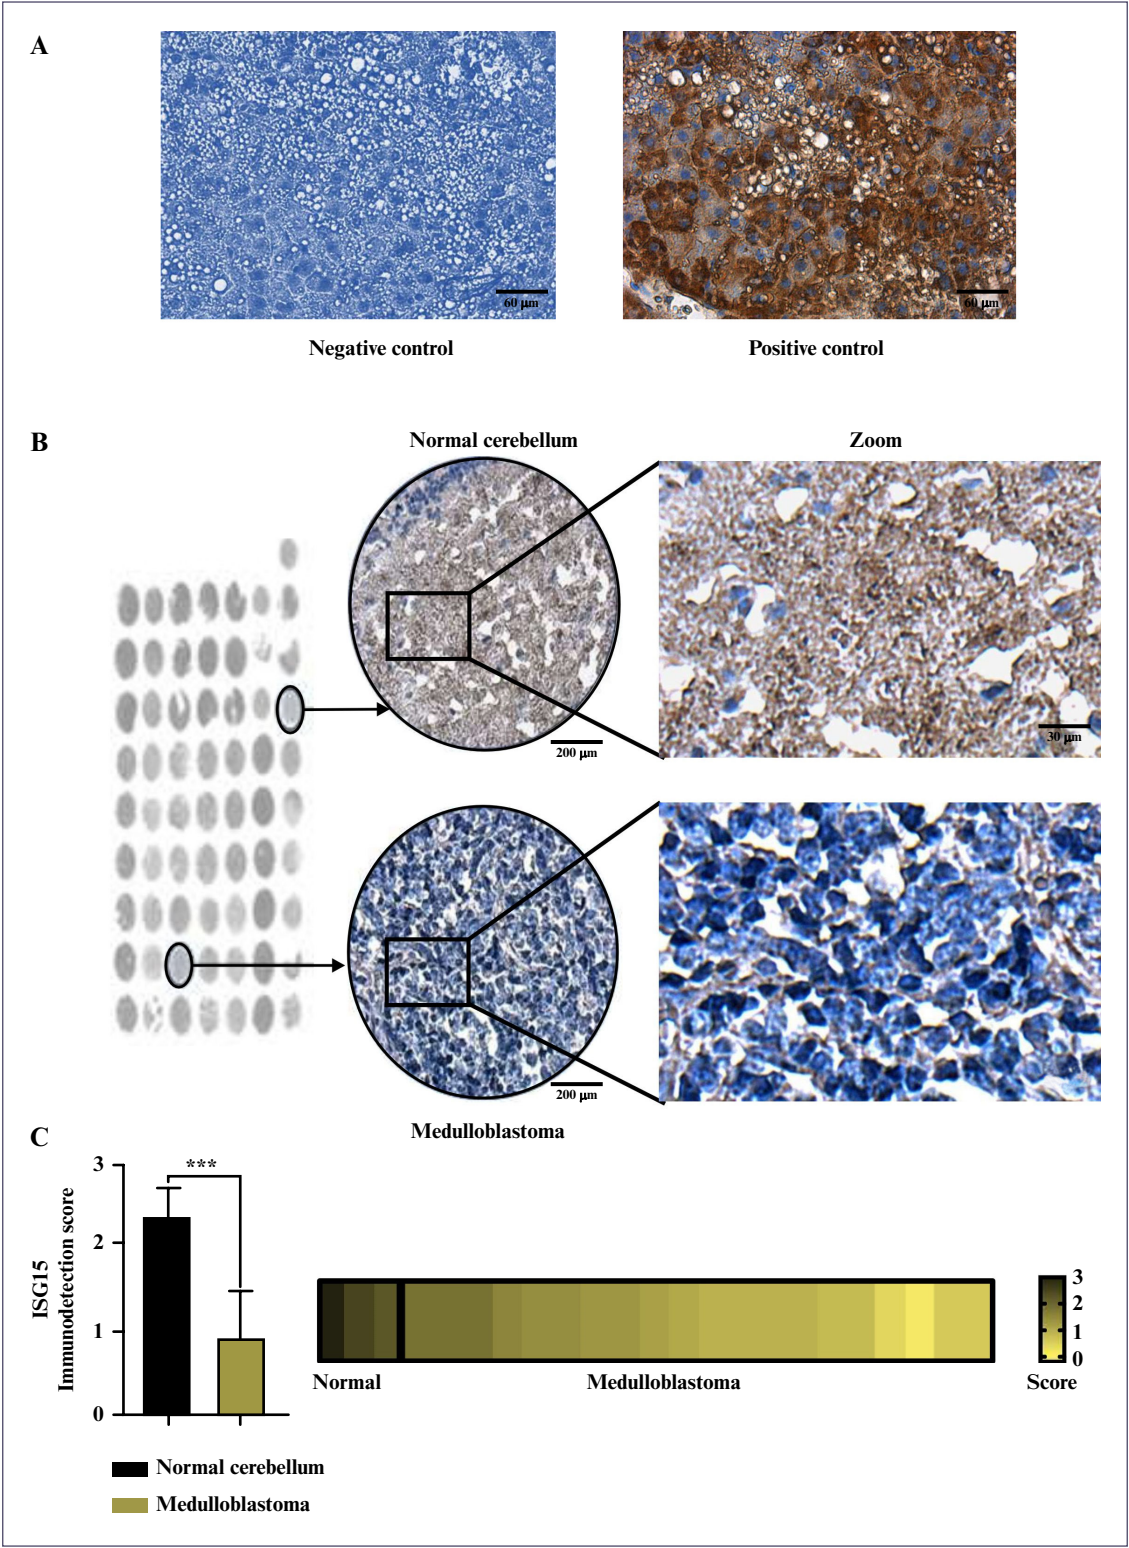 A
60 μm
60 μm
Negative control
Positive control
B
Normal cerebellum
Zoom
200 μm
30 μm
200 μm
Medulloblastoma
C
ISG15
Immunodetection score
3
2
1
0
***
Normal
Medulloblastoma
3
2
1
0
Score
Normal cerebellum
Medulloblastoma